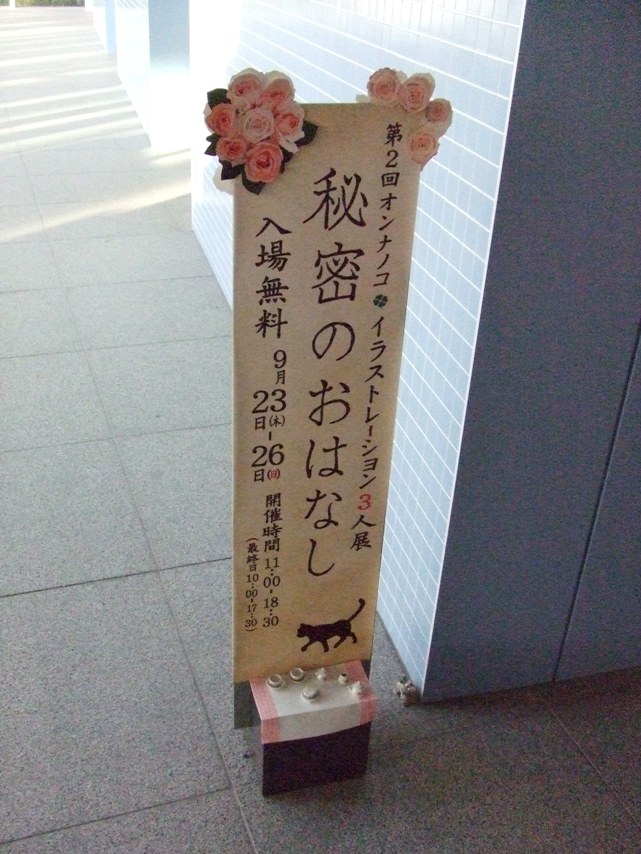 第2回オンナノコ🍀イラストレーション3人展
秘密のおはなし
入場無料
9月23日(木)-26日(日)
開催時間 11:00-18:30
(最終日10:00-17:30)